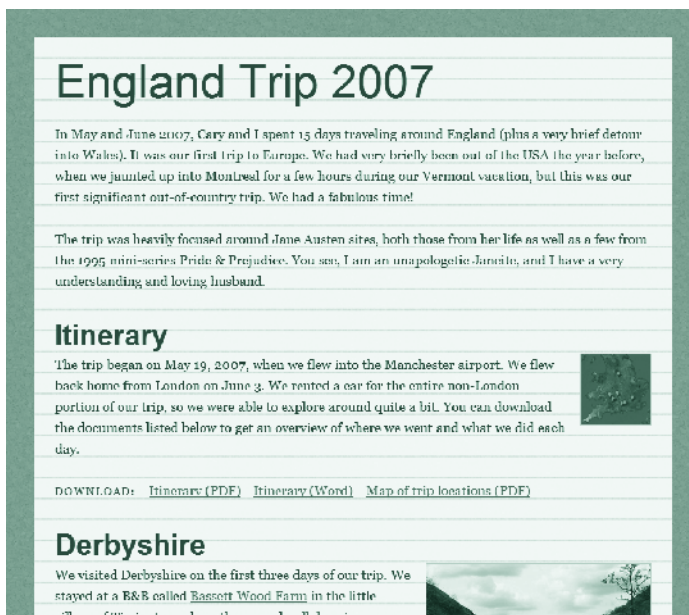 England Trip 2007
In May and June 2007, Cary and I spent 15 days traveling around England (plus a very brief detour
into Wales). It was our first trip to Europe. We had very briefly been out of the USA the year before,
when we jaunted up into Montreal for a few hours during our Vermont vacation, but this was our
first significant out-of-country trip. We had a fabulous time!
The trip was heavily focused around Jane Austen sites, both those from her life as well as a few from
the 1995 mini-series Pride & Prejudice. You see, I am an unapologetic Janeite, and I have a very
understanding and loving husband.
Itinerary
The trip began on May 19, 2007, when we flew into the Manchester airport. We flew
back home from London on June 3. We rented a car for the entire non-London
portion of our trip, so we were able to explore around quite a bit. You can download
the documents listed below to get an overview of where we went and what we did each
day.
DOWNLOAD: Itinerary (PDF) Itinerary (Word) Map of trip locations (PDF)
Derbyshire
We visited Derbyshire on the first three days of our trip. We
stayed at a B&B called Bassett Wood Farm in the little